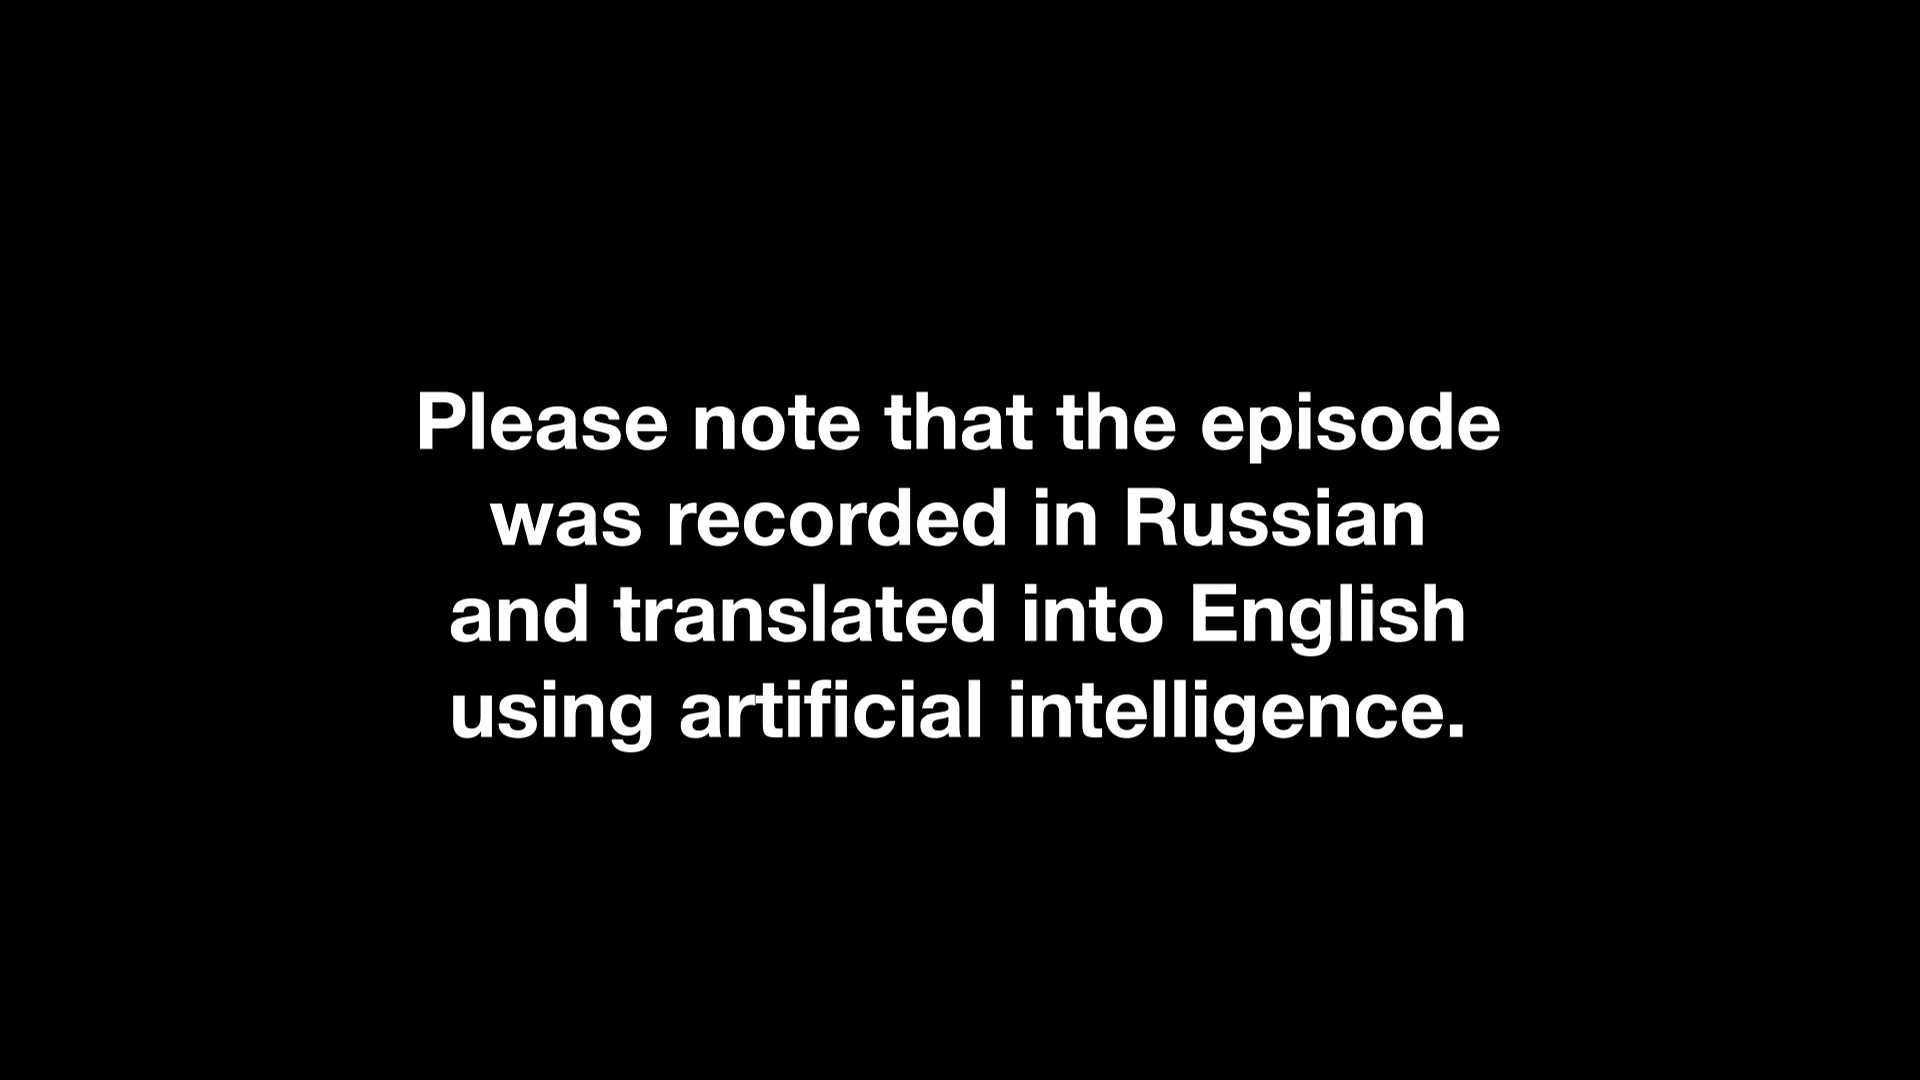 Please note that the episode
was recorded in Russian
and translated into English
using artificial intelligence.